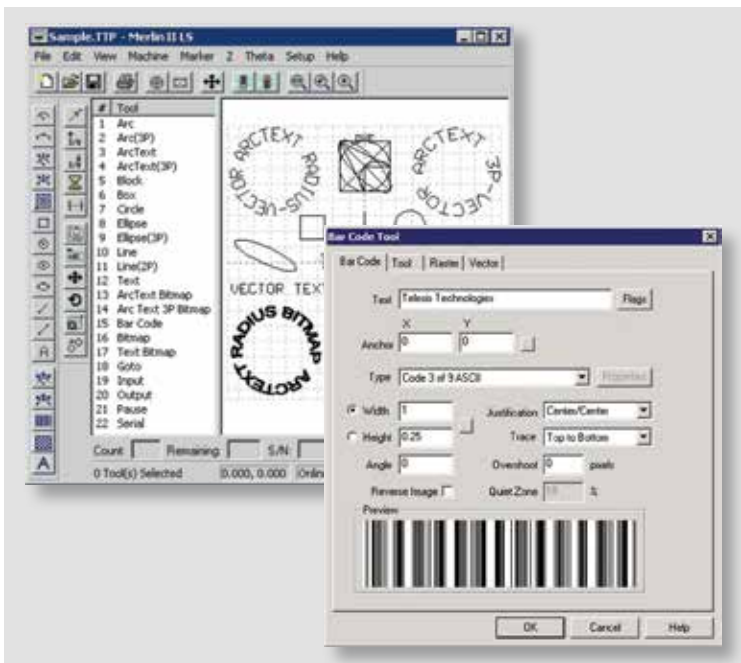 Sample.TTP - Merlin II LS
File Edit View Machine Marker Z Theta Setup Help
# Tool
1 Arc
2 Arc(3P)
3 ArcText
4 ArcText(3P)
5 Block
6 Box
7 Circle
8 Ellipse
9 Ellipse(3P)
10 Line
11 Line(2P)
12 Text
13 ArcText Bitmap
14 Arc Text 3P Bitmap
15 Bar Code
16 Bitmap
17 Text Bitmap
18 Goto
19 Input
20 Output
21 Pause
22 Serial
ARCTEXT RADIUS-VECTOR
ARCTEXT 3P-VECTOR
VECTOR TEX
ARCTEXT RADIUS BITMAP
Count Remaining S/N:
0 Tool(s) Selected 0.000, 0.000 Online
Bar Code Tool
Bar Code Tool Raster Vector
Text Telesis Technologies Flags
X Y
Anchor 0 0
Type Code 3 of 9 ASCII Properties
Width 1 Justification Center/Center
Height 0.25 Trace Top to Bottom
Angle 0 Overshoot 0 pixels
Reverse Image Quiet Zone %
Preview
OK Cancel Help